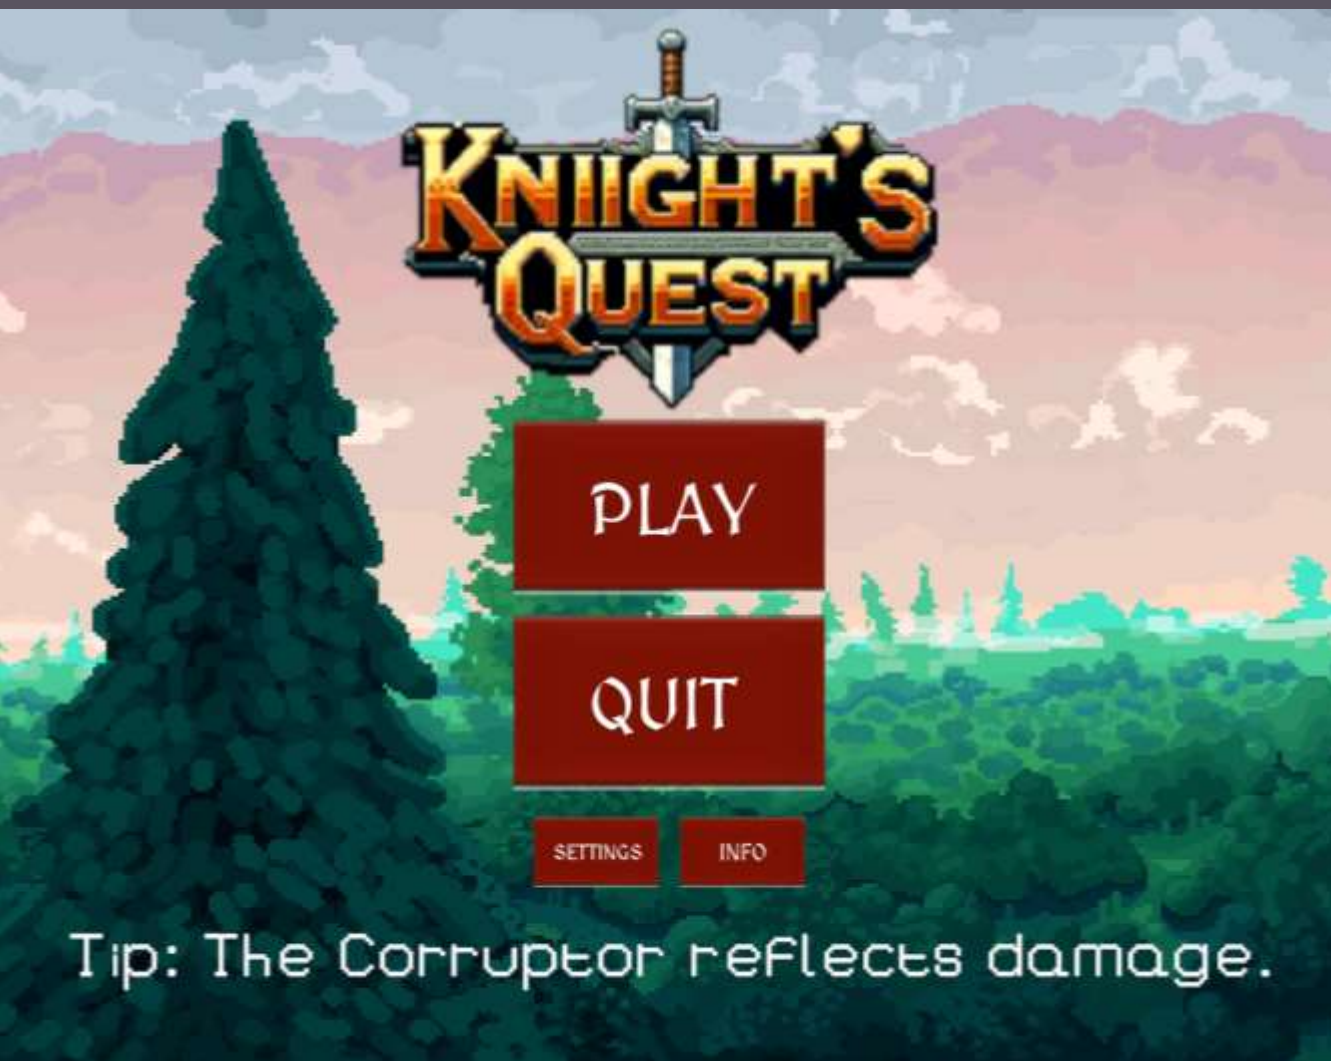 KNIIGHT'S
QUEST
PLAY
QUIT
SETTINGS INFO
Tip: The Corruptor reflects damage.